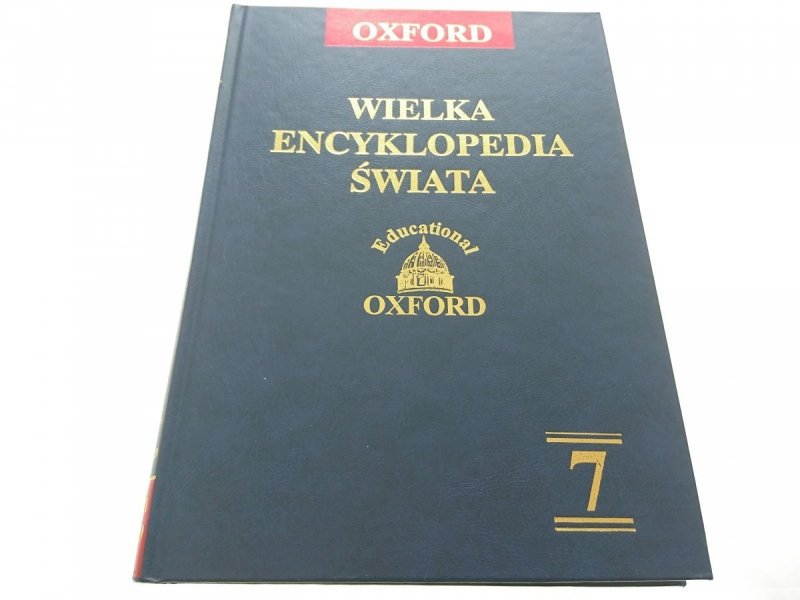 OXFORD
WIELKA
ENCYKLOPEDIA
ŚWIATA
Educational
OXFORD
7